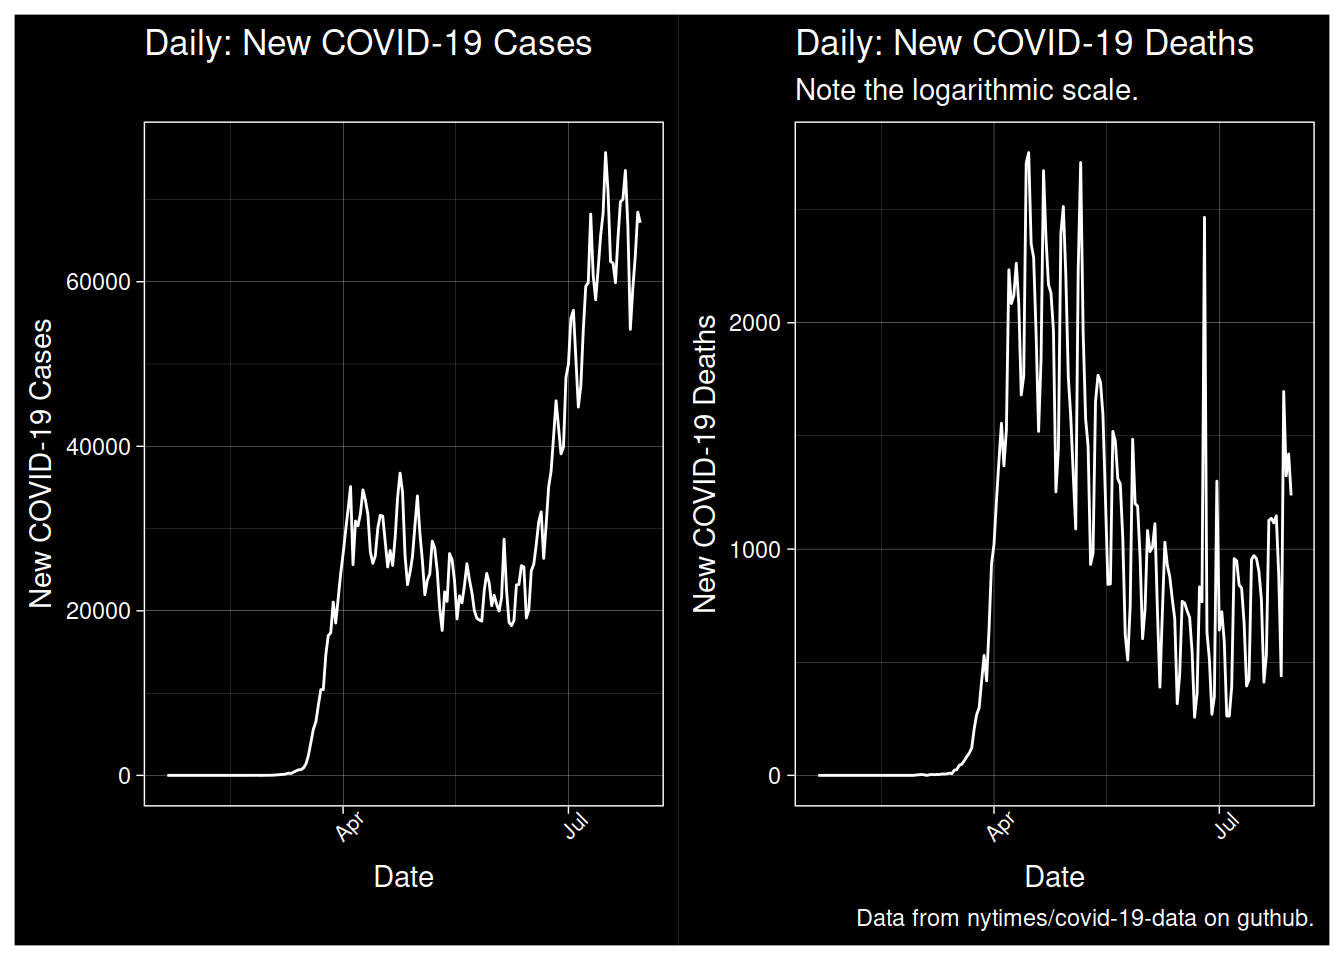 Daily: New COVID-19 Cases
New COVID-19 Cases
60000
40000
20000
0
Apr
Jul
Date
Daily: New COVID-19 Deaths
Note the logarithmic scale.
New COVID-19 Deaths
2000
1000
0
Apr
Jul
Date
Data from nytimes/covid-19-data on guthub.